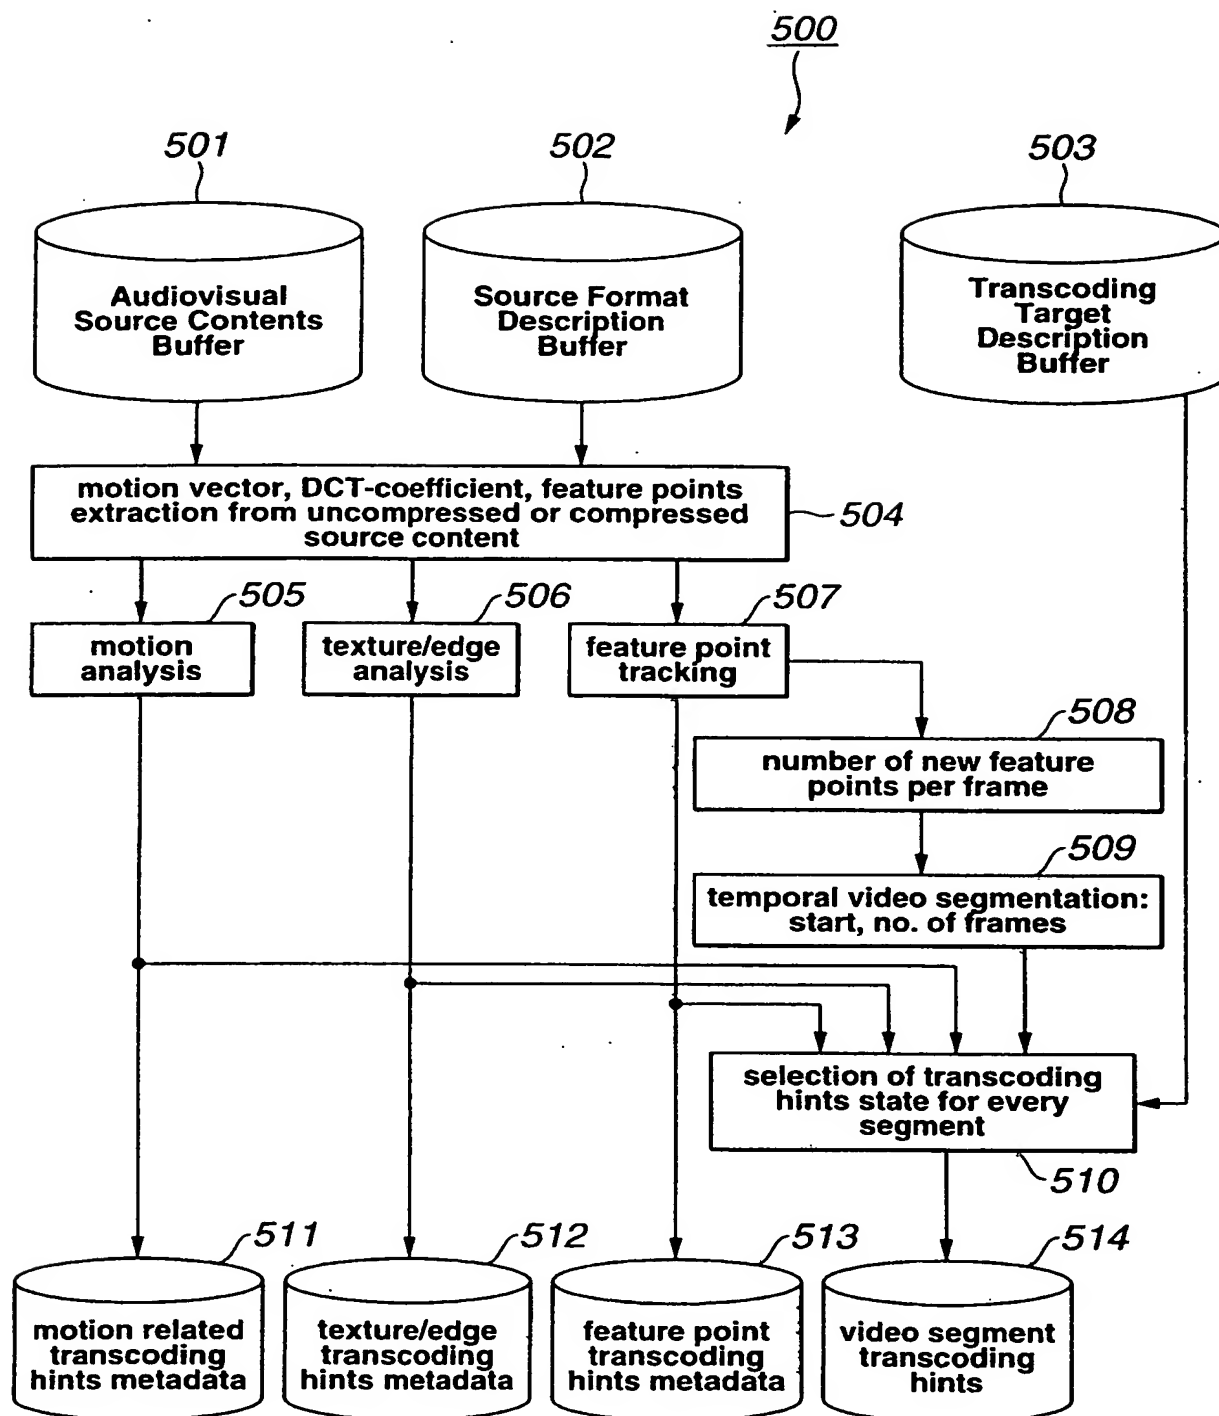 500
501
502
503
Audiovisual
Source Contents
Buffer
Source Format
Description
Buffer
Transcoding
Target
Description
Buffer
motion vector, DCT-coefficient, feature points
extraction from uncompressed or compressed
source content
504
505
506
507
motion
analysis
texture/edge
analysis
feature point
tracking
508
number of new feature
points per frame
509
temporal video segmentation:
start, no. of frames
selection of transcoding
hints state for every
segment
510
511
512
513
514
motion related
transcoding
hints metadata
texture/edge
transcoding
hints metadata
feature point
transcoding
hints metadata
video segment
transcoding
hints